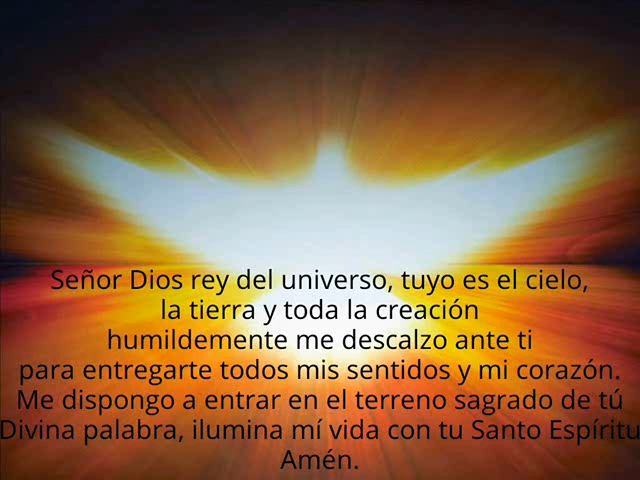 Señor Dios rey del universo, tuyo es el cielo,
la tierra y toda la creación
humildemente me descalzo ante ti
para entregarte todos mis sentidos y mi corazón.
Me dispongo a entrar en el terreno sagrado de tú
Divina palabra, ilumina mí vida con tu Santo Espíritu
Amén.